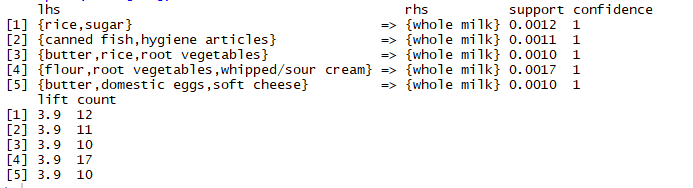 lhs rhs support confidence
[1] {rice,sugar} => {whole milk} 0.0012 1
[2] {canned fish,hygiene articles} => {whole milk} 0.0011 1
[3] {butter,rice,root vegetables} => {whole milk} 0.0010 1
[4] {flour,root vegetables,whipped/sour cream} => {whole milk} 0.0017 1
[5] {butter,domestic eggs,soft cheese} => {whole milk} 0.0010 1
lift count
[1] 3.9 12
[2] 3.9 11
[3] 3.9 10
[4] 3.9 17
[5] 3.9 10